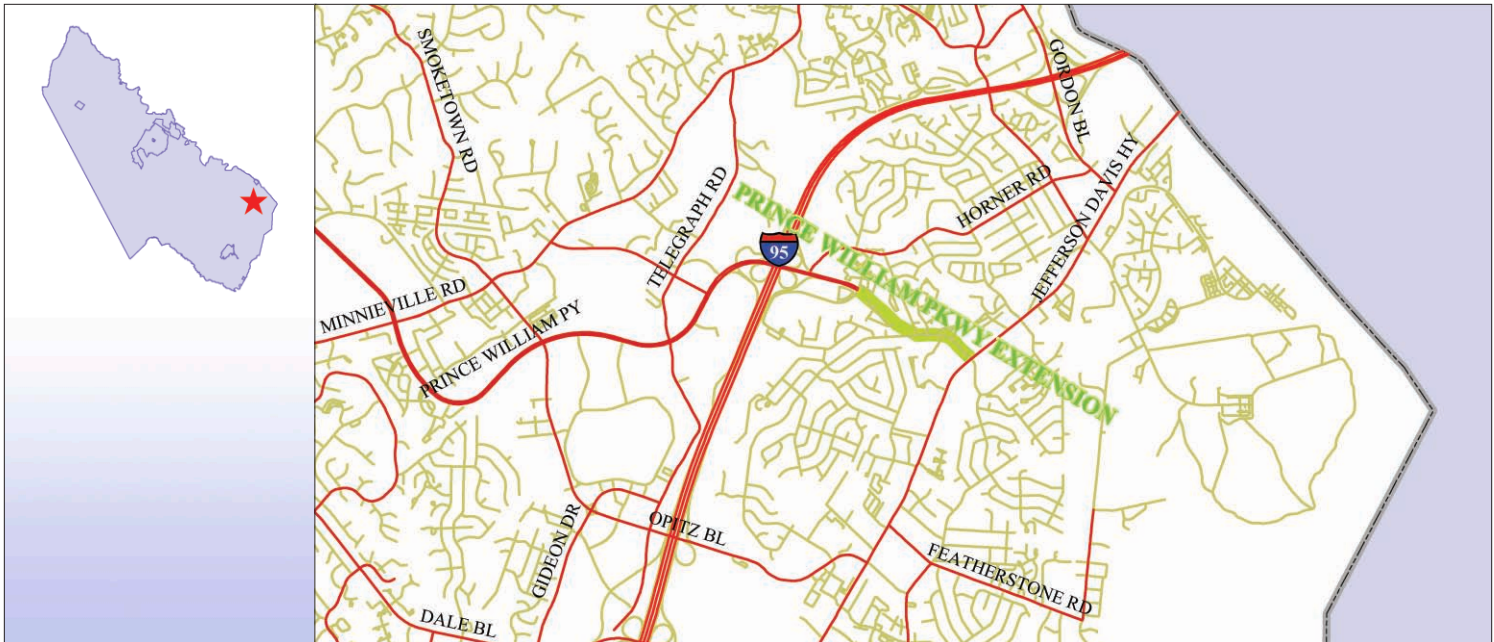 SMOKETOWN RD
GORDON BL
TELEGRAPH RD
HORNER RD
JEFFERSON DAVIS HY
PRINCE WILLIAM PKWY EXTENSION
95
MINNIEVILLE RD
PRINCE WILLIAM PY
GIDEON DR
OPITZ BL
FEATHERSTONE RD
DALE BL